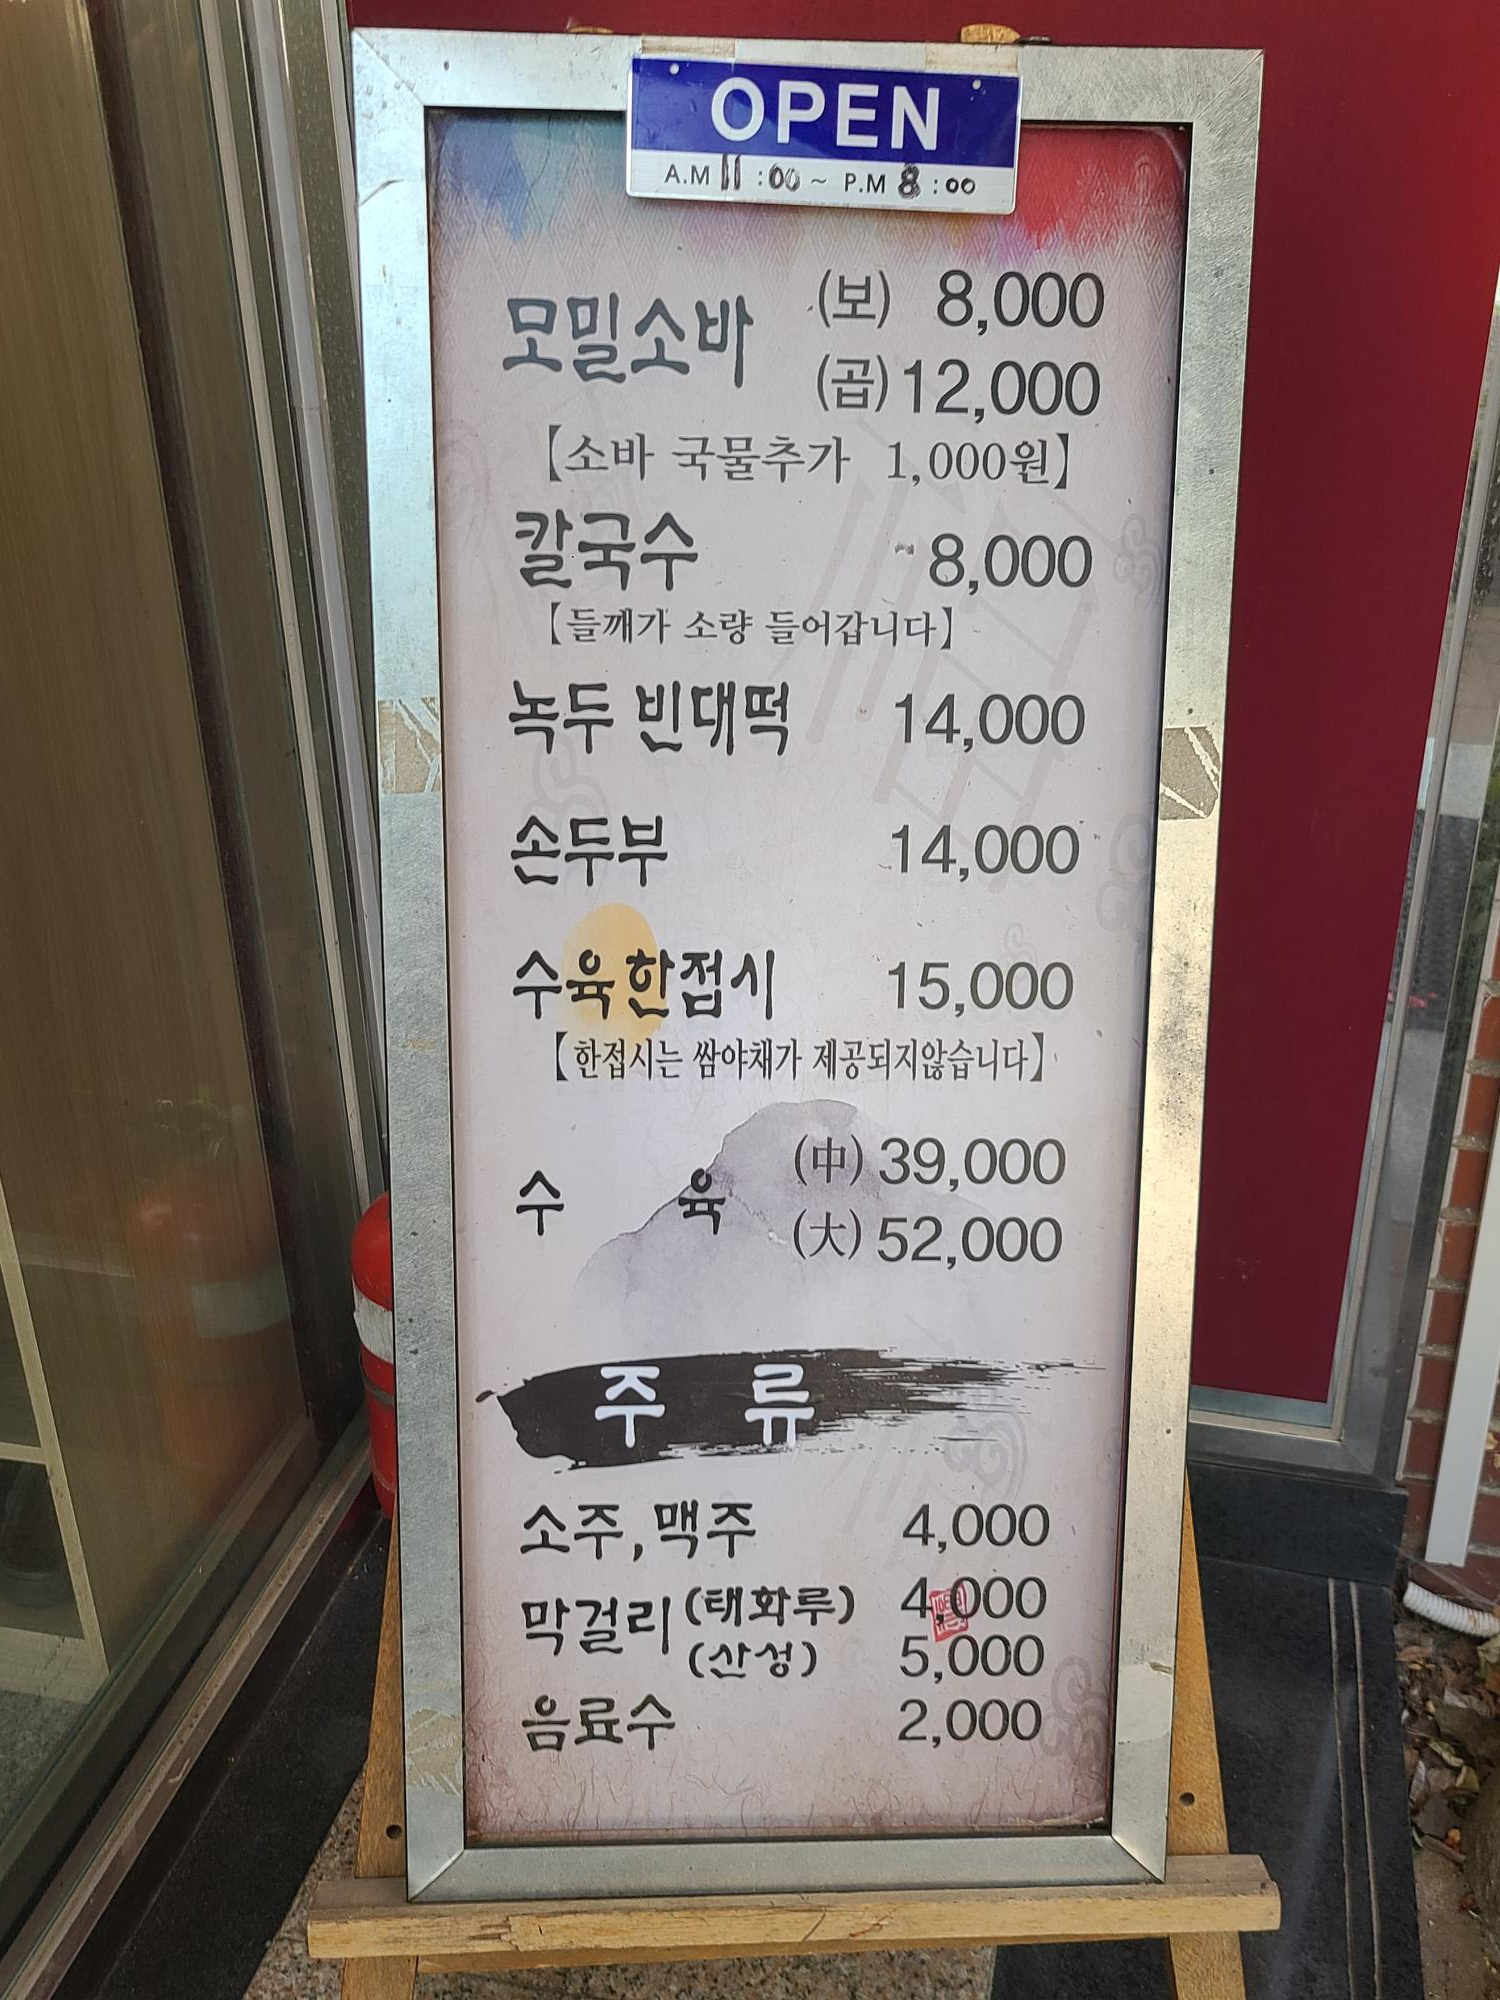 OPEN
A.M 11 :00 ~ P.M 8 : 00
모밀소바 (보) 8,000
(곱) 12,000
【소바 국물추가 1,000원】
칼국수 8,000
【들깨가 소량 들어갑니다】
녹두 빈대떡 14,000
손두부 14,000
수육한접시 15,000
【한접시는 쌈야채가 제공되지않습니다】
수 육 (中) 39,000
(大) 52,000
주 류
소주, 맥주 4,000
막걸리 (태화루) 4,000
(산성) 5,000
음료수 2,000